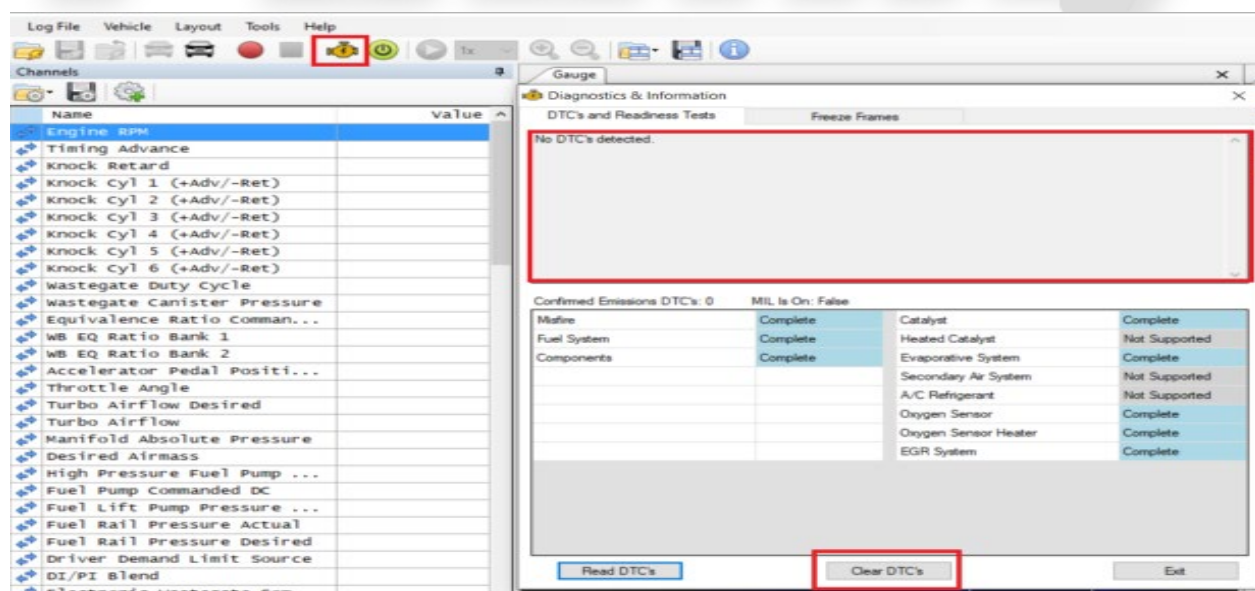 Log File Vehicle Layout Tools Help
1x
Channels
Name Value
Engine RPM
Timing Advance
Knock Retard
Knock Cyl 1 (+Adv/-Ret)
Knock Cyl 2 (+Adv/-Ret)
Knock Cyl 3 (+Adv/-Ret)
Knock Cyl 4 (+Adv/-Ret)
Knock Cyl 5 (+Adv/-Ret)
Knock Cyl 6 (+Adv/-Ret)
Wastegate Duty Cycle
Wastegate Canister Pressure
Equivalence Ratio Comman...
WB EQ Ratio Bank 1
WB EQ Ratio Bank 2
Accelerator Pedal Positi...
Throttle Angle
Turbo Airflow Desired
Turbo Airflow
Manifold Absolute Pressure
Desired Airmass
High Pressure Fuel Pump ...
Fuel Pump Commanded DC
Fuel Lift Pump Pressure ...
Fuel Rail Pressure Actual
Fuel Rail Pressure Desired
Driver Demand Limit Source
DI/PI Blend
Gauge
Diagnostics & Information
DTC's and Readiness Tests Freeze Frames
No DTC's detected.
Confirmed Emissions DTC's: 0 MIL Is On: False
Misfire Complete Catalyst Complete
Fuel System Complete Heated Catalyst Not Supported
Components Complete Evaporative System Complete
Secondary Air System Not Supported
A/C Refrigerant Not Supported
Oxygen Sensor Complete
Oxygen Sensor Heater Complete
EGR System Complete
Read DTC's Clear DTC's Exit